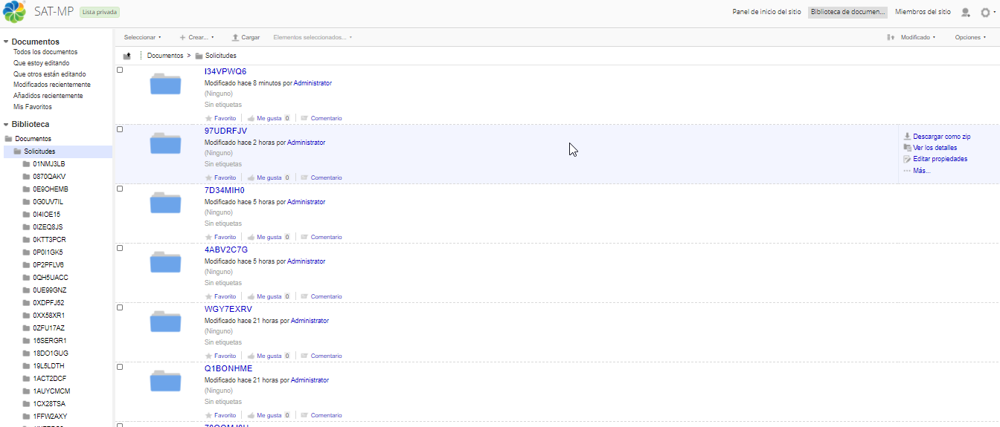 SAT-MP Lista privada
Panel de inicio del sitio Biblioteca de documen... Miembros del sitio
Documentos
Todos los documentos
Que estoy editando
Que otros están editando
Modificados recientemente
Añadidos recientemente
Mis Favoritos
Biblioteca
Documentos
Solicitudes
01NMJ3LB
0870QAKV
0E9OHEMB
0G0UV7IL
0I4IOE15
0IZEQ8JS
0KTT3PCR
0P0I1GK5
0P2PFLV6
0QH5UACC
0UE99GNZ
0XDPFJ52
0XX58XR1
0ZFU17AZ
16SERGR1
18DO1GUG
19L5LDTH
1ACT2DCF
1AUYCMCM
1CX28TSA
1FFW2AXY
Seleccionar Crear... Cargar Elementos seleccionados... Modificado Opciones
Documentos > Solicitudes
I34VPWQ6
Modificado hace 8 minutos por Administrator
(Ninguno)
Sin etiquetas
Favorito Me gusta 0 Comentario
97UDRFJV
Modificado hace 2 horas por Administrator
(Ninguno)
Sin etiquetas
Favorito Me gusta 0 Comentario
Descargar como zip
Ver los detalles
Editar propiedades
Más...
7D34MIH0
Modificado hace 5 horas por Administrator
(Ninguno)
Sin etiquetas
Favorito Me gusta 0 Comentario
4ABV2C7G
Modificado hace 5 horas por Administrator
(Ninguno)
Sin etiquetas
Favorito Me gusta 0 Comentario
WGY7EXRV
Modificado hace 21 horas por Administrator
(Ninguno)
Sin etiquetas
Favorito Me gusta 0 Comentario
Q1BONHME
Modificado hace 21 horas por Administrator
(Ninguno)
Sin etiquetas
Favorito Me gusta 0 Comentario